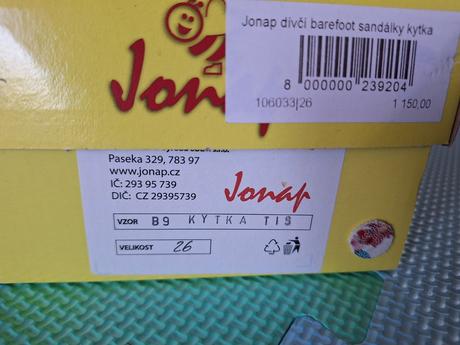 Jonap
Jonap dívčí barefoot sandálky kytka
8 000000 239204
106033|26
1 150,00
Paseka 329, 783 97
www.jonap.cz
IČ: 293 95 739
DIČ: CZ 29395739
Jonap
VZOR B9 KYTKA TIS
VELIKOST 26